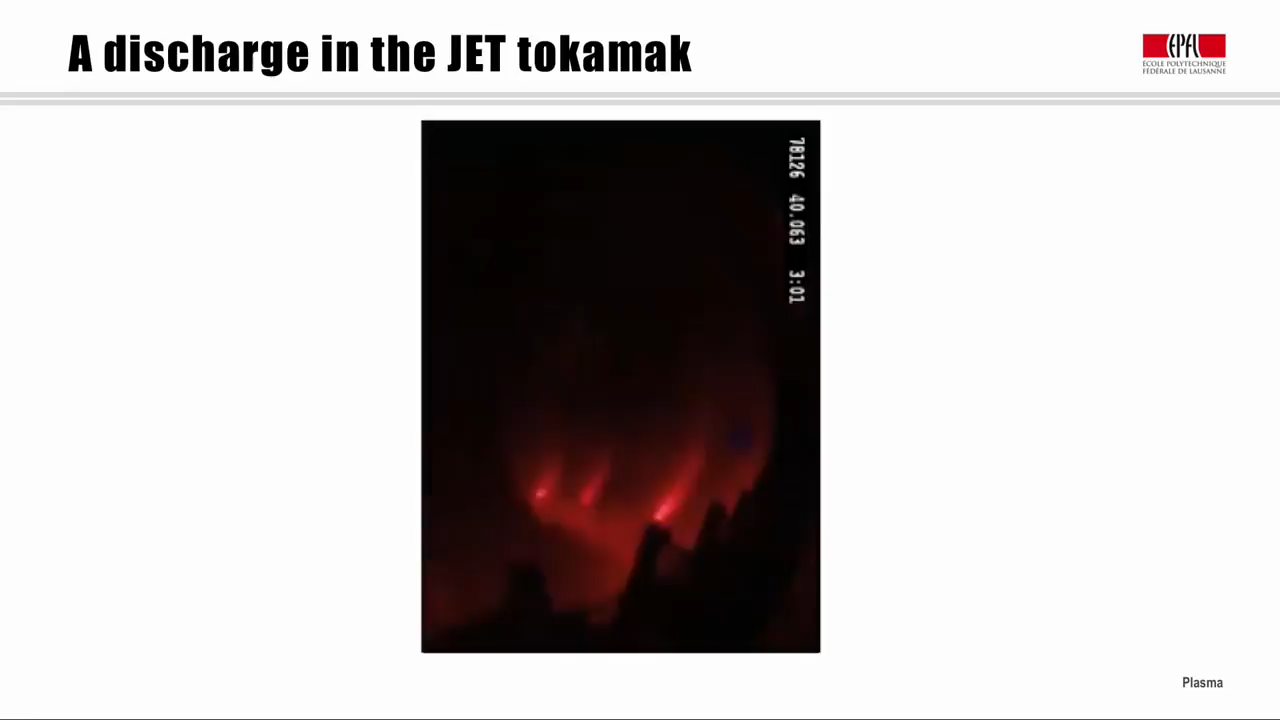 A discharge in the JET tokamak
EPFL
ÉCOLE POLYTECHNIQUE
FÉDÉRALE DE LAUSANNE
78126 40.063 3:01
Plasma